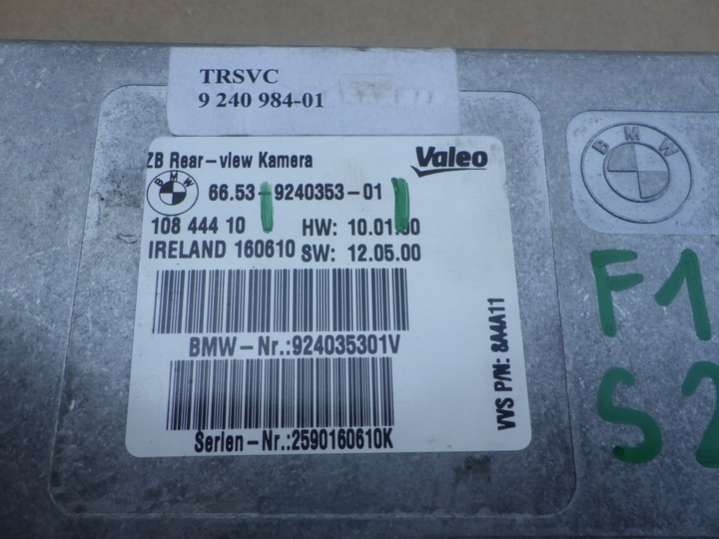 TRSVC
9 240 984-01
ZB Rear-view Kamera
Valeo
BMW
66.53-9240353-01
108 444 10 HW: 10.01.00
IRELAND 160610 SW: 12.05.00
BMW-Nr.:924035301V
Serien-Nr.:2590160610K
VVS P/N: 8A4A11
BMW
F1
S2